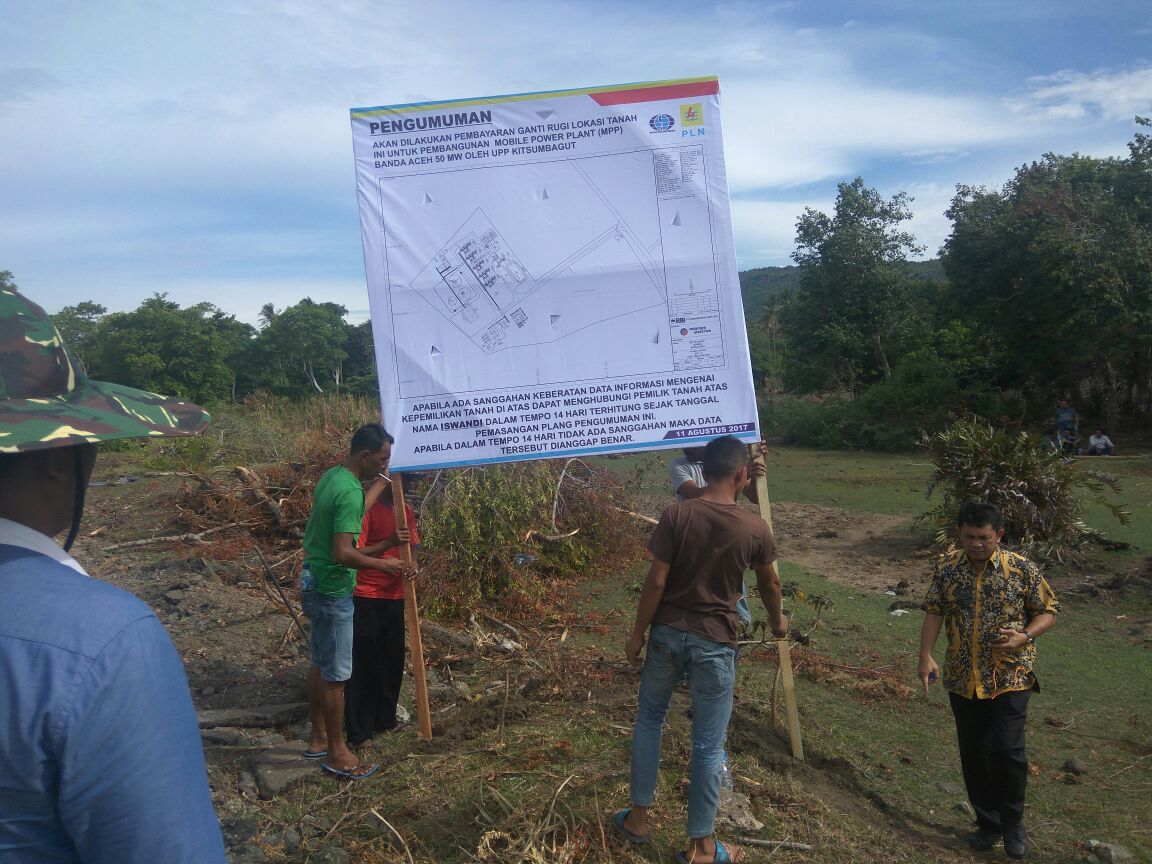 PENGUMUMAN
AKAN DILAKUKAN PEMBAYARAN GANTI RUGI LOKASI TANAH
INI UNTUK PEMBANGUNAN MOBILE POWER PLANT (MPP)
BANDA ACEH 50 MW OLEH UPP KITSUMBAGUT
PLN
APABILA ADA SANGGAHAN KEBERATAN DATA INFORMASI MENGENAI
KEPEMILIKAN TANAH DI ATAS DAPAT MENGHUBUNGI PEMILIK TANAH ATAS
NAMA ISWANDI DALAM TEMPO 14 HARI TERHITUNG SEJAK TANGGAL
PEMASANGAN PLANG PENGUMUMAN INI.
APABILA DALAM TEMPO 14 HARI TIDAK ADA SANGGAHAN MAKA DATA
TERSEBUT DIANGGAP BENAR.
11 AGUSTUS 2017